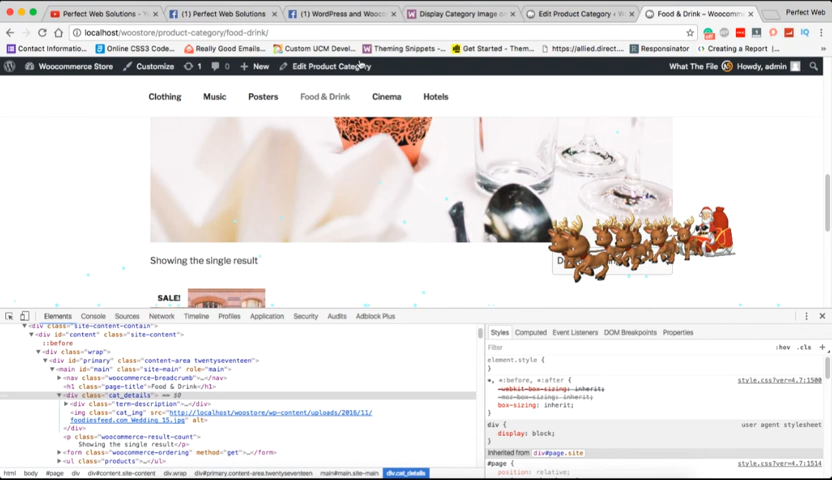 Perfect Web Solutions - Yo
(1) Perfect Web Solutions
(1) WordPress and Wooc
Display Category Image o
Edit Product Category
Food & Drink – Woocomm
Perfect Web
localhost/woostore/product-category/food-drink/
Contact Informatio...
Online CSS3 Code...
Really Good Emails...
Custom UCM Devel...
Theming Snippets -...
Get Started - Them...
https://allied.direct...
Responsinator
Creating a Report (...
Woocommerce Store
Customize
1
0
New
Edit Product Category
What The File
Howdy, admin
Clothing
Music
Posters
Food & Drink
Cinema
Hotels
Showing the single result
SALE!
Elements
Console
Sources
Network
Timeline
Profiles
Application
Security
Audits
Adblock Plus
<div class="site-contain">
▼<div id="content" class="site-content">
::before
▼<div class="wrap">
▼<div id="primary" class="content-area twentyseventeen">
▼<main id="main" class="site-main" role="main">
▶<nav class="woocommerce-breadcrumb">…</nav>
<h1 class="page-title">Food & Drink</h1>
▼<div class="cat_details"> == $0
▶<div class="term-description">…</div>
<img class="cat_img" src="http://localhost/woostore/wp-content/uploads/2016/11/
foodiesfeed.com_Wedding_15.jpg" alt>
</div>
▼<p class="woocommerce-result-count">
Showing the single result</p>
▶<form class="woocommerce-ordering" method="get">…</form>
▶<ul class="products">…</ul>
html
body
#page
div
div#content.site-content
div.wrap
div#primary.content-area.twentyseventeen
main#main.site-main
div.cat_details
Styles
Computed
Event Listeners
DOM Breakpoints
Properties
Filter
:hov
.cls
+
element.style {
}
*, *:before, *:after {
style.css?ver=4.7:1500
-webkit-box-sizing: inherit;
-moz-box-sizing: inherit;
box-sizing: inherit;
}
div {
user agent stylesheet
display: block;
}
Inherited from div#page.site
#page {
style.css?ver=4.7:1514
position: relative;